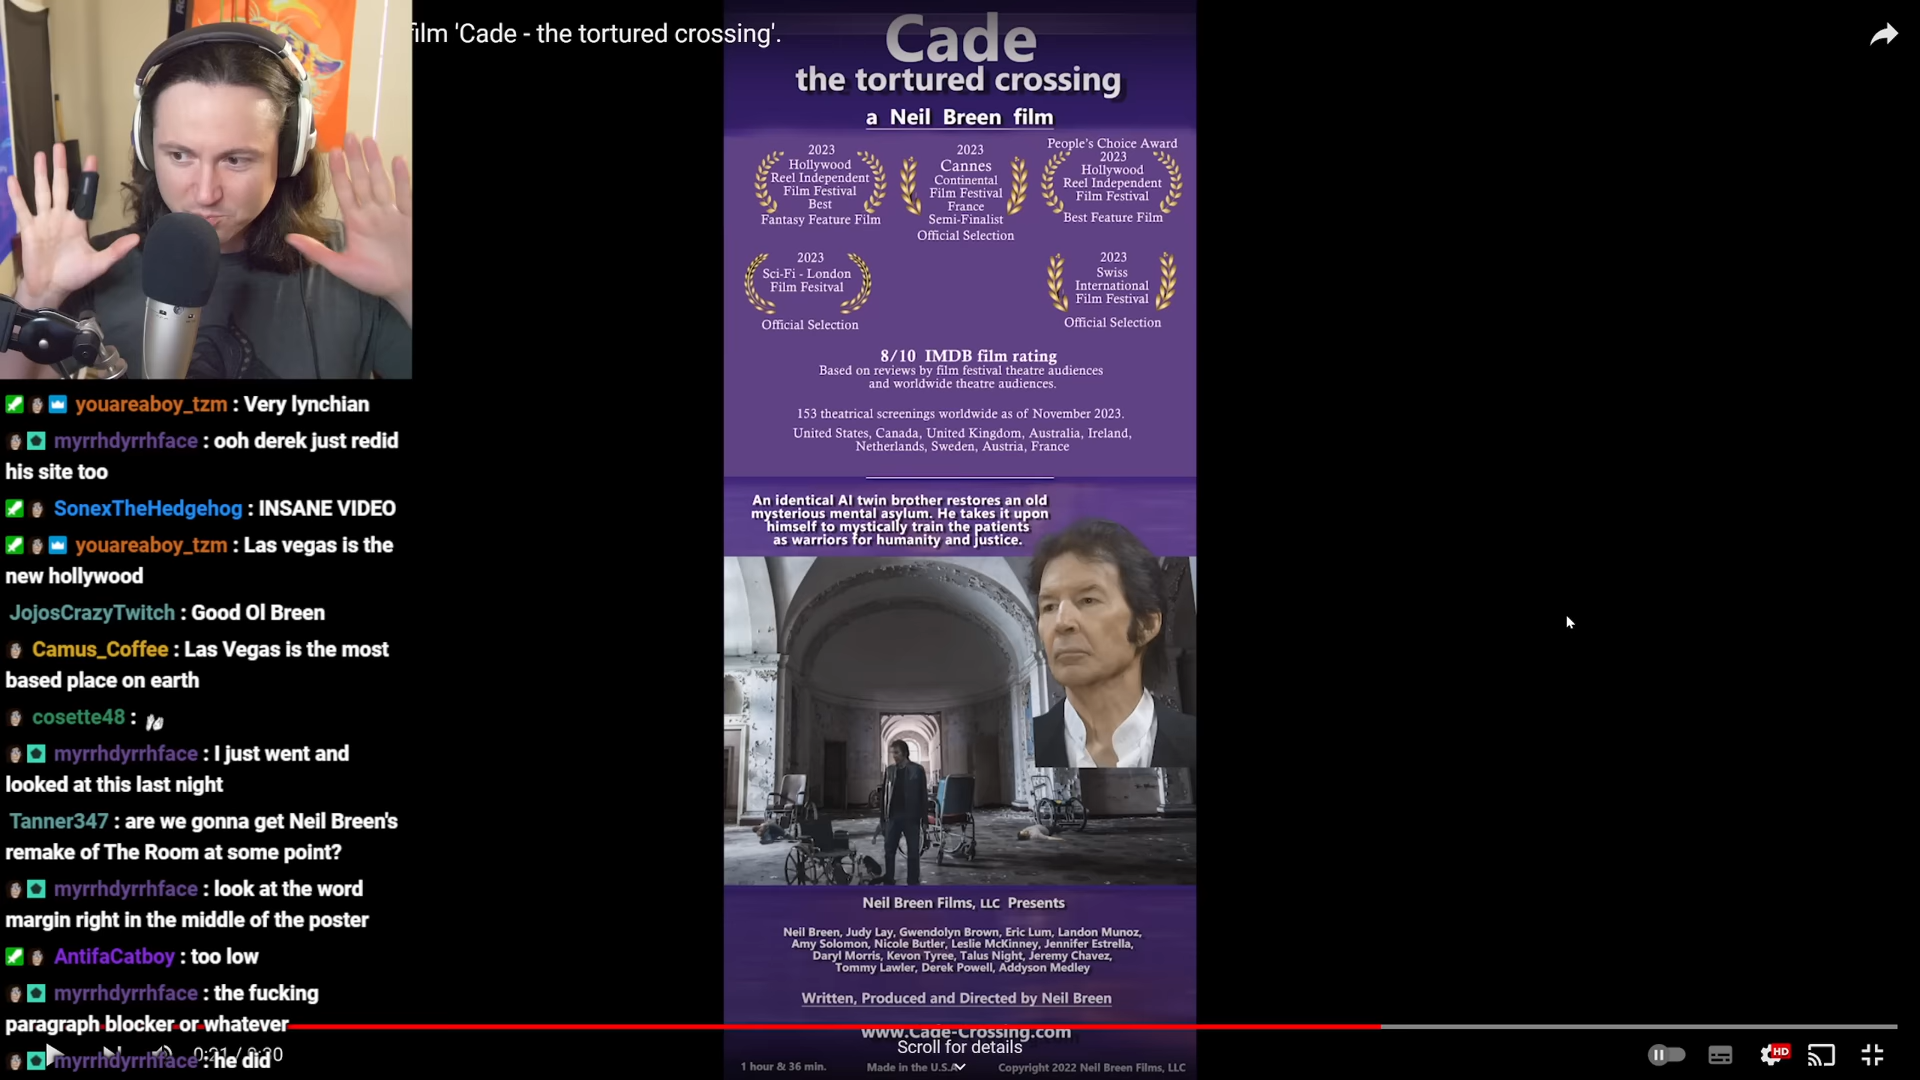 film 'Cade - the tortured crossing'.
Cade
the tortured crossing
a Neil Breen film
2023
Hollywood
Reel Independent
Film Festival
Best
Fantasy Feature Film
2023
Cannes
Continental
Film Festival
France
Semi-Finalist
Official Selection
People's Choice Award
2023
Hollywood
Reel Independent
Film Festival
Best Feature Film
2023
Sci-Fi - London
Film Fesitval
Official Selection
2023
Swiss
International
Film Festival
Official Selection
8/10 IMDB film rating
Based on reviews by film festival theatre audiences
and worldwide theatre audiences.
153 theatrical screenings worldwide as of November 2023.
United States, Canada, United Kingdom, Australia, Ireland,
Netherlands, Sweden, Austria, France
An identical AI twin brother restores an old
mysterious mental asylum. He takes it upon
himself to mystically train the patients
as warriors for humanity and justice.
Neil Breen Films, LLC Presents
Neil Breen, Judy Lay, Gwendolyn Brown, Eric Lum, Landon Munoz,
Amy Solomon, Nicole Butler, Leslie McKinney, Jennifer Estrella,
Daryl Morris, Kevon Tyree, Talus Night, Jeremy Chavez,
Tommy Lawler, Derek Powell, Addyson Medley
Written, Produced and Directed by Neil Breen
www.Cade-Crossing.com
Scroll for details
1 hour & 36 min.
Made in the U.S.A
Copyright 2022 Neil Breen Films, LLC
youareaboy_tzm : Very lynchian
myrrhdyrrhface : ooh derek just redid
his site too
SonexTheHedgehog : INSANE VIDEO
youareaboy_tzm : Las vegas is the
new hollywood
JojosCrazyTwitch : Good Ol Breen
Camus_Coffee : Las Vegas is the most
based place on earth
cosette48 :
myrrhdyrrhface : I just went and
looked at this last night
Tanner347 : are we gonna get Neil Breen's
remake of The Room at some point?
myrrhdyrrhface : look at the word
margin right in the middle of the poster
AntifaCatboy : too low
myrrhdyrrhface : the fucking
paragraph blocker or whatever
myrrhdyrrhface : he did
HD